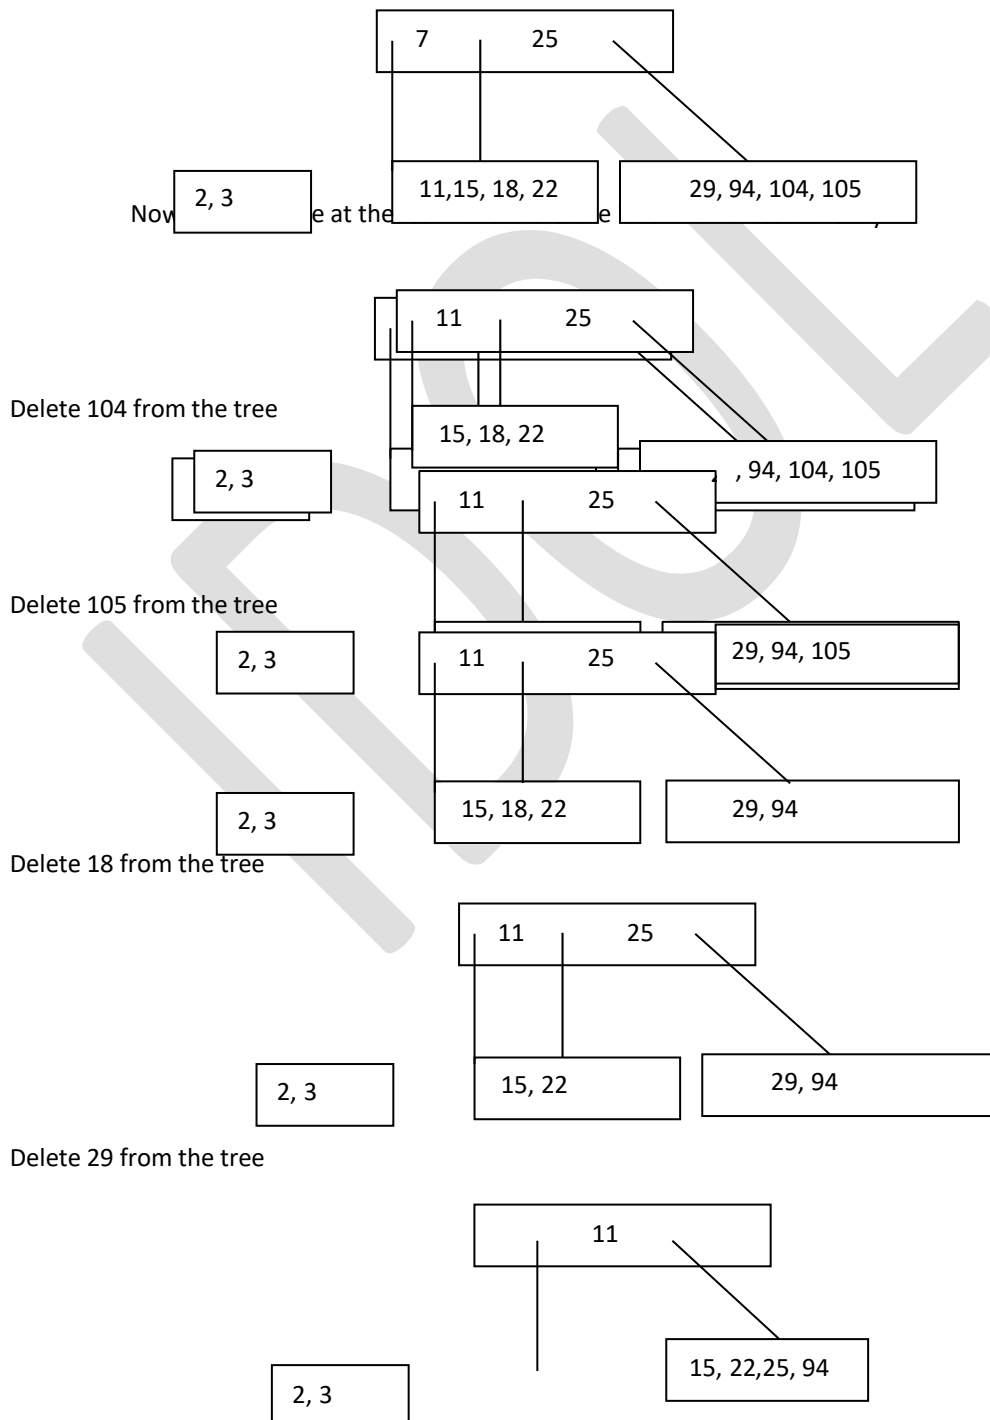 7 25
2, 3 11,15, 18, 22 29, 94, 104, 105
e at the e
11 25
Delete 104 from the tree
15, 18, 22
2, 3 , 94, 104, 105
11 25
Delete 105 from the tree
2, 3 11 25 29, 94, 105
2, 3 15, 18, 22 29, 94
Delete 18 from the tree
11 25
2, 3 15, 22 29, 94
Delete 29 from the tree
11
15, 22,25, 94
2, 3
IDOL